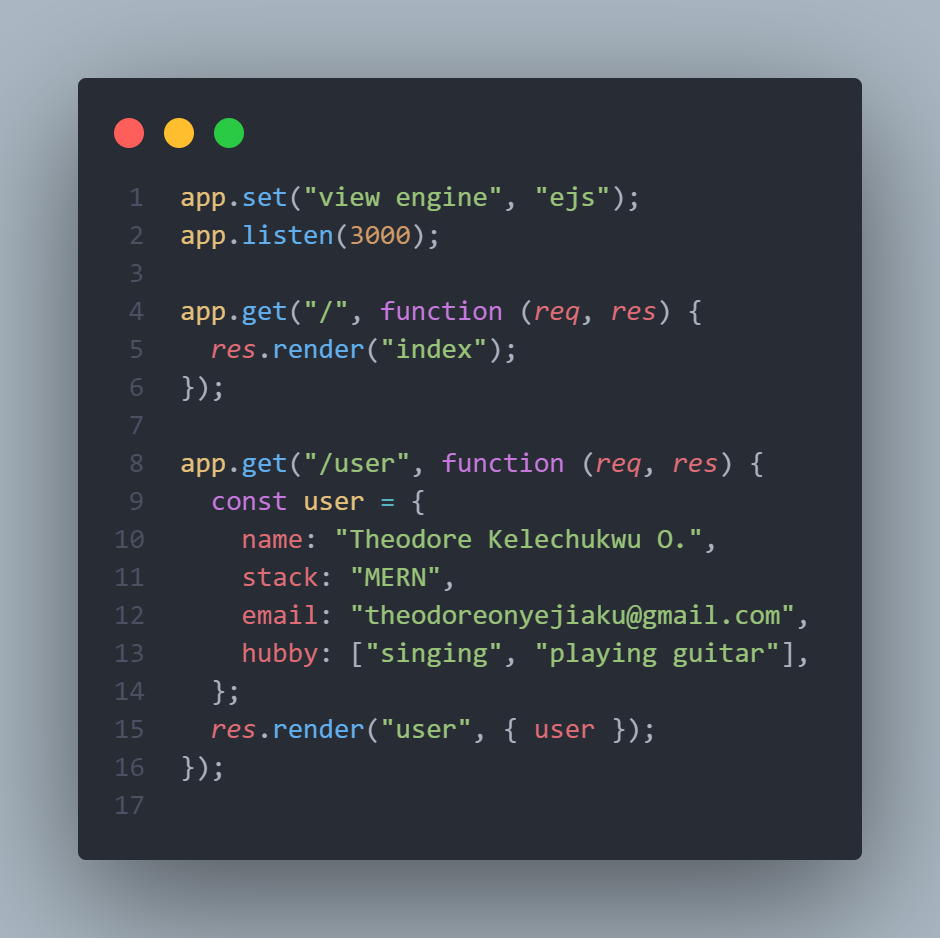 1 app.set("view engine", "ejs");
2 app.listen(3000);
3
4 app.get("/", function (req, res) {
5   res.render("index");
6 });
7
8 app.get("/user", function (req, res) {
9   const user = {
10     name: "Theodore Kelechukwu O.",
11     stack: "MERN",
12     email: "theodoreonyejiaku@gmail.com",
13     hubby: ["singing", "playing guitar"],
14   };
15   res.render("user", { user });
16 });
17